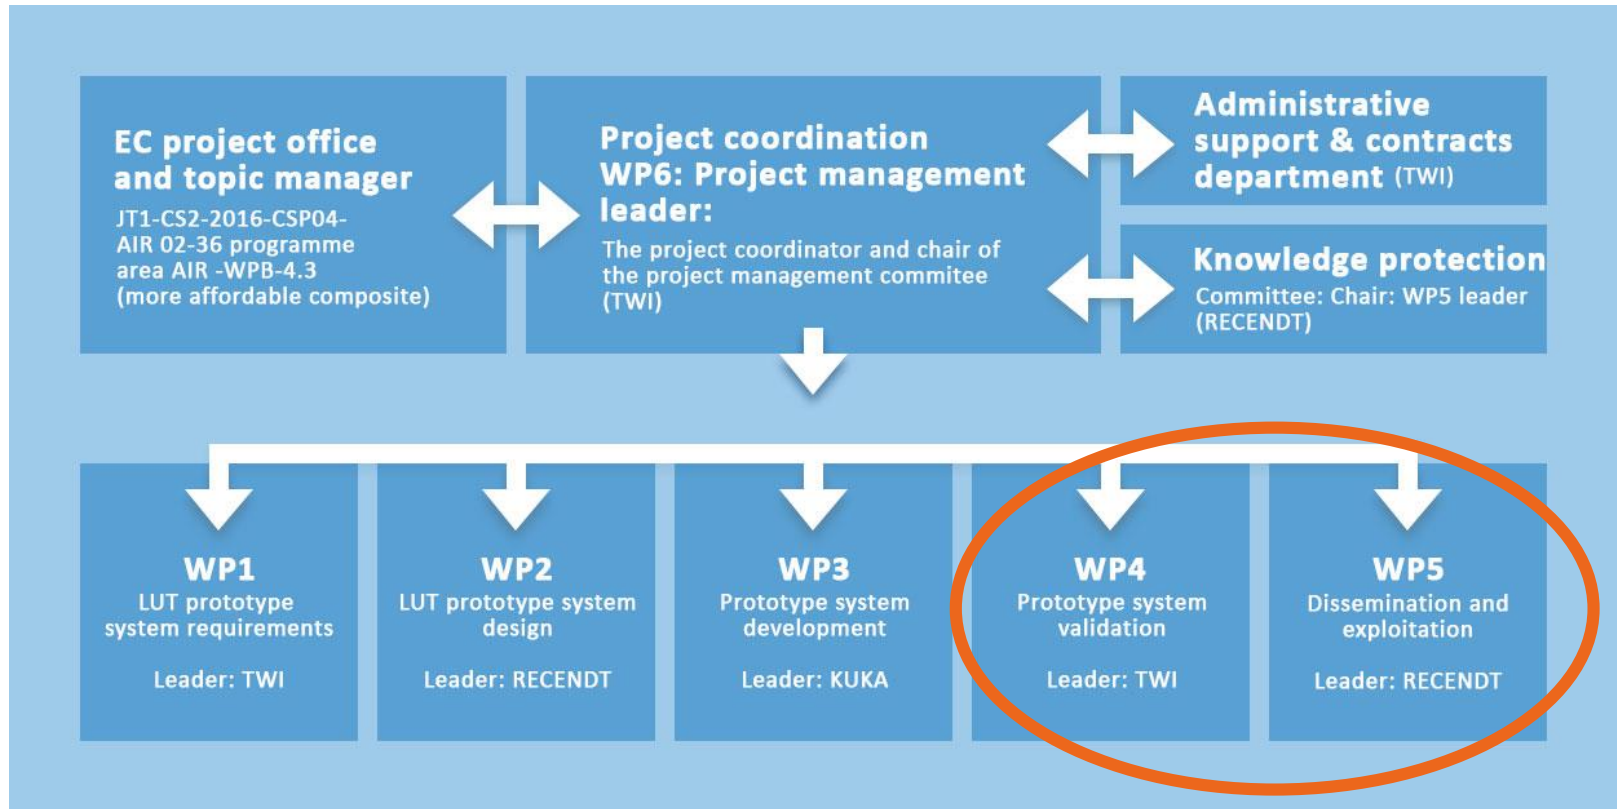 EC project office
and topic manager
JT1-CS2-2016-CSP04-
AIR 02-36 programme
area AIR -WPB-4.3
(more affordable composite)
Project coordination
WP6: Project management
leader:
The project coordinator and chair of
the project management commitee
(TWI)
Administrative
support & contracts
department (TWI)
Knowledge protection
Committee: Chair: WP5 leader
(RECENDT)
WP1
LUT prototype
system requirements
Leader: TWI
WP2
LUT prototype system
design
Leader: RECENDT
WP3
Prototype system
development
Leader: KUKA
WP4
Prototype system
validation
Leader: TWI
WP5
Dissemination and
exploitation
Leader: RECENDT